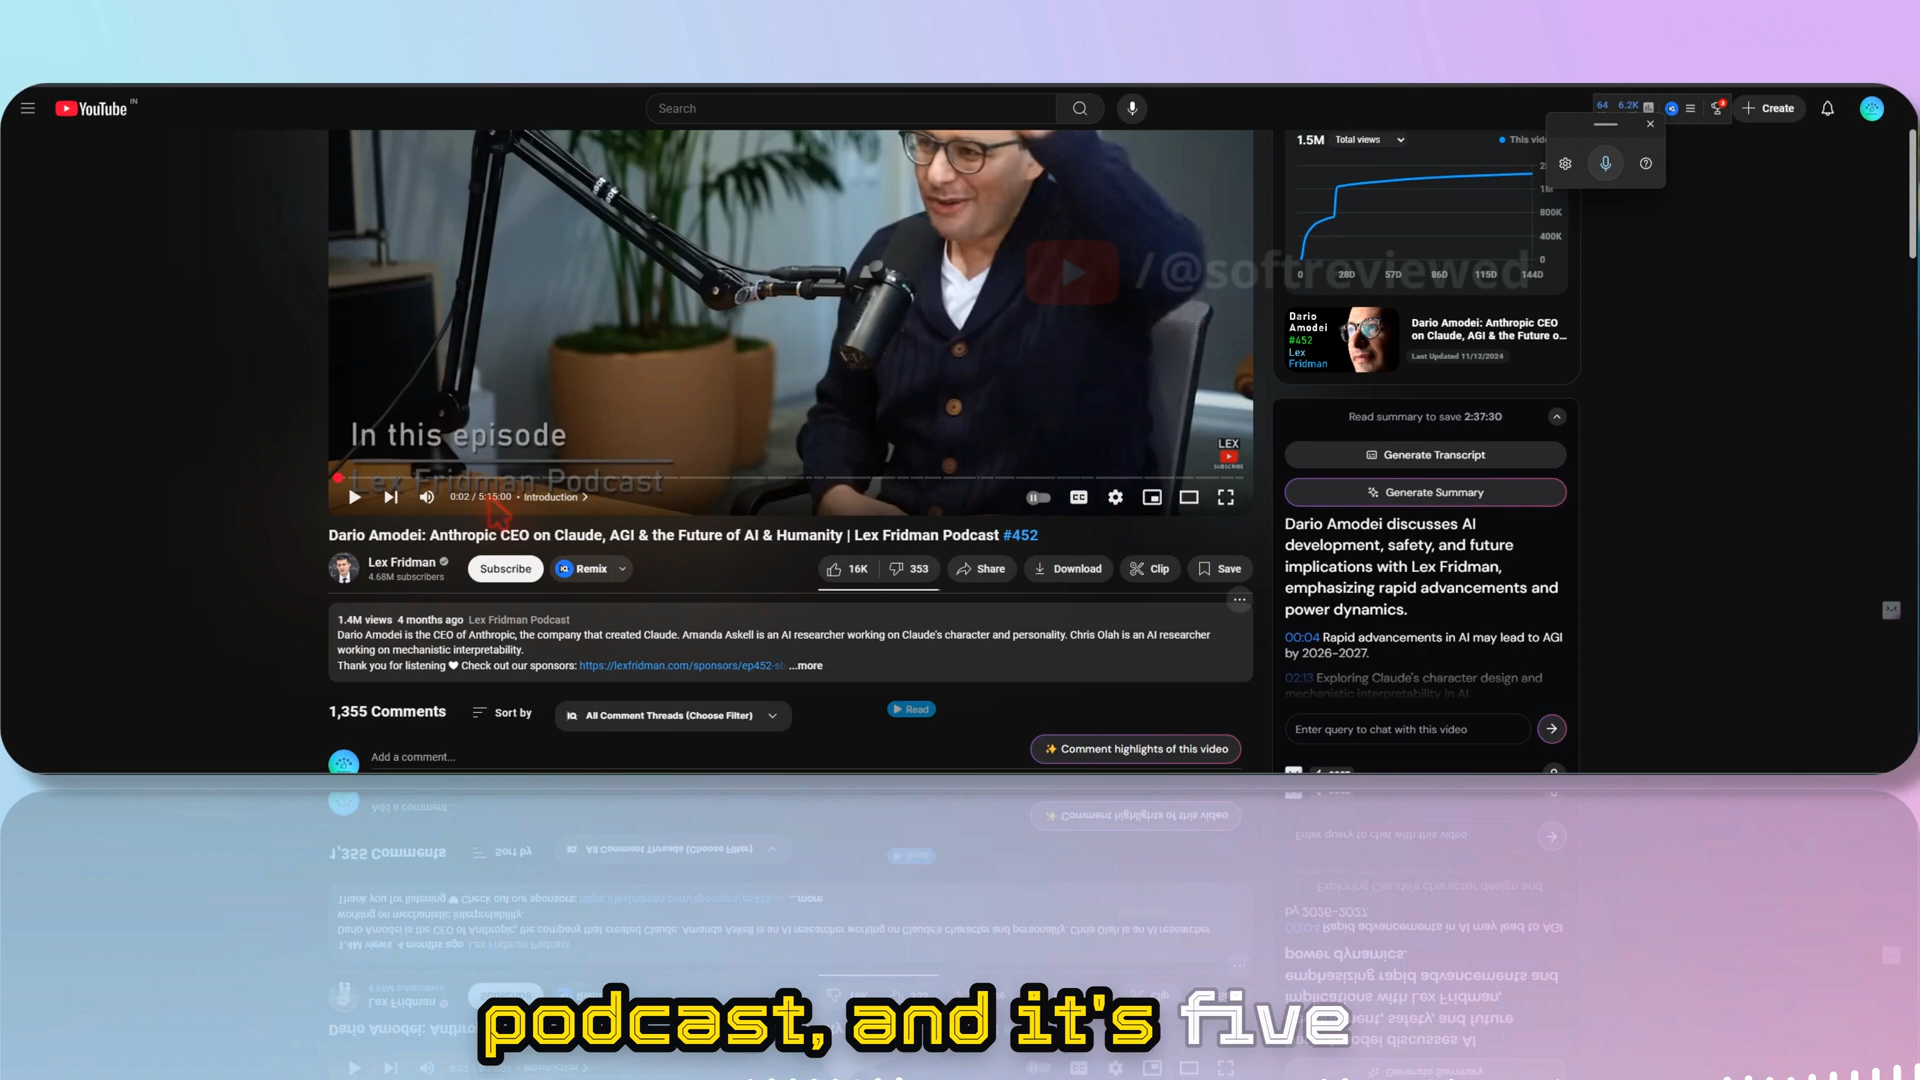 YouTube IN
Search
64 6.2K
3
Create
1.5M Total views
This vid
1M
800K
400K
0
0 28D 57D 86D 115D 144D
/@softreviewed
Dario
Amodei
#452
Lex
Fridman
Dario Amodei: Anthropic CEO
on Claude, AGI & the Future o...
Last Updated 11/12/2024
Read summary to save 2:37:30
Generate Transcript
Generate Summary
Dario Amodei discusses AI
development, safety, and future
implications with Lex Fridman,
emphasizing rapid advancements and
power dynamics.
00:04 Rapid advancements in AI may lead to AGI
by 2026-2027.
02:13 Exploring Claude's character design and
mechanistic interpretability in AI.
Enter query to chat with this video
In this episode
Lex Fridman Podcast
LEX
SUBSCRIBE
0:02 / 5:15:00 • Introduction
CC
Dario Amodei: Anthropic CEO on Claude, AGI & the Future of AI & Humanity | Lex Fridman Podcast #452
Lex Fridman
4.68M subscribers
Subscribe
Remix
16K
353
Share
Download
Clip
Save
1.4M views 4 months ago Lex Fridman Podcast
Dario Amodei is the CEO of Anthropic, the company that created Claude. Amanda Askell is an AI researcher working on Claude's character and personality. Chris Olah is an AI researcher
working on mechanistic interpretability.
Thank you for listening ❤ Check out our sponsors: https://lexfridman.com/sponsors/ep452-sb ...more
1,355 Comments
Sort by
All Comment Threads (Choose Filter)
Read
Add a comment...
Comment highlights of this video
podcast, and it's five